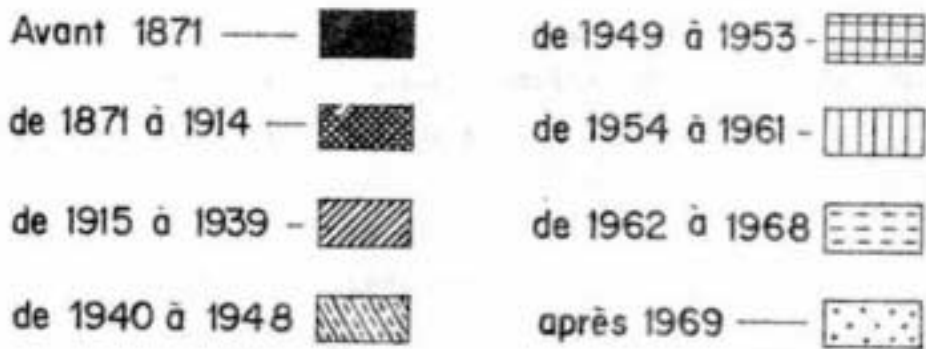 Avant 1871
de 1871 à 1914
de 1915 à 1939
de 1940 à 1948
de 1949 à 1953
de 1954 à 1961
de 1962 à 1968
après 1969